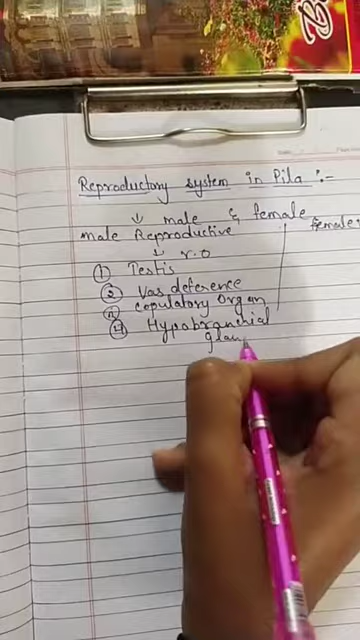 Reproductory system in Pila :-
↓ male & female
male Reproductive
female
↓ r.o
① Testis
② Vas deference
③ copulatory Organ
④ Hypobranchial
glan